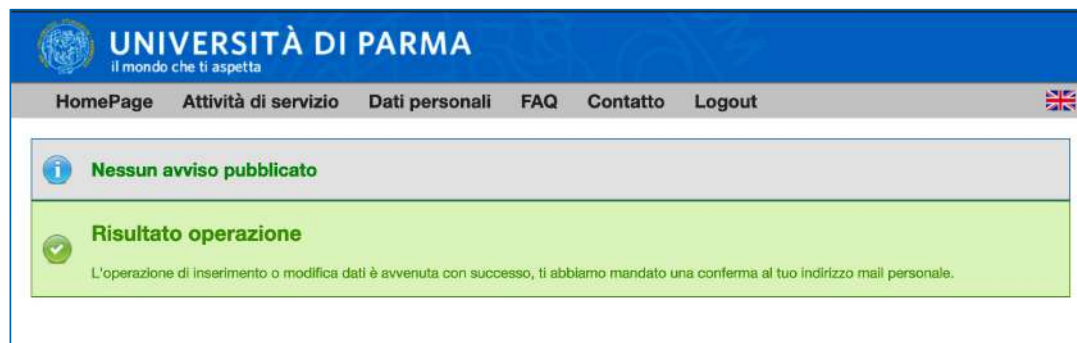 UNIVERSITÀ DI PARMA
il mondo che ti aspetta
HomePage Attività di servizio Dati personali FAQ Contatto Logout
Nessun avviso pubblicato
Risultato operazione
L'operazione di inserimento o modifica dati è avvenuta con successo, ti abbiamo mandato una conferma al tuo indirizzo mail personale.